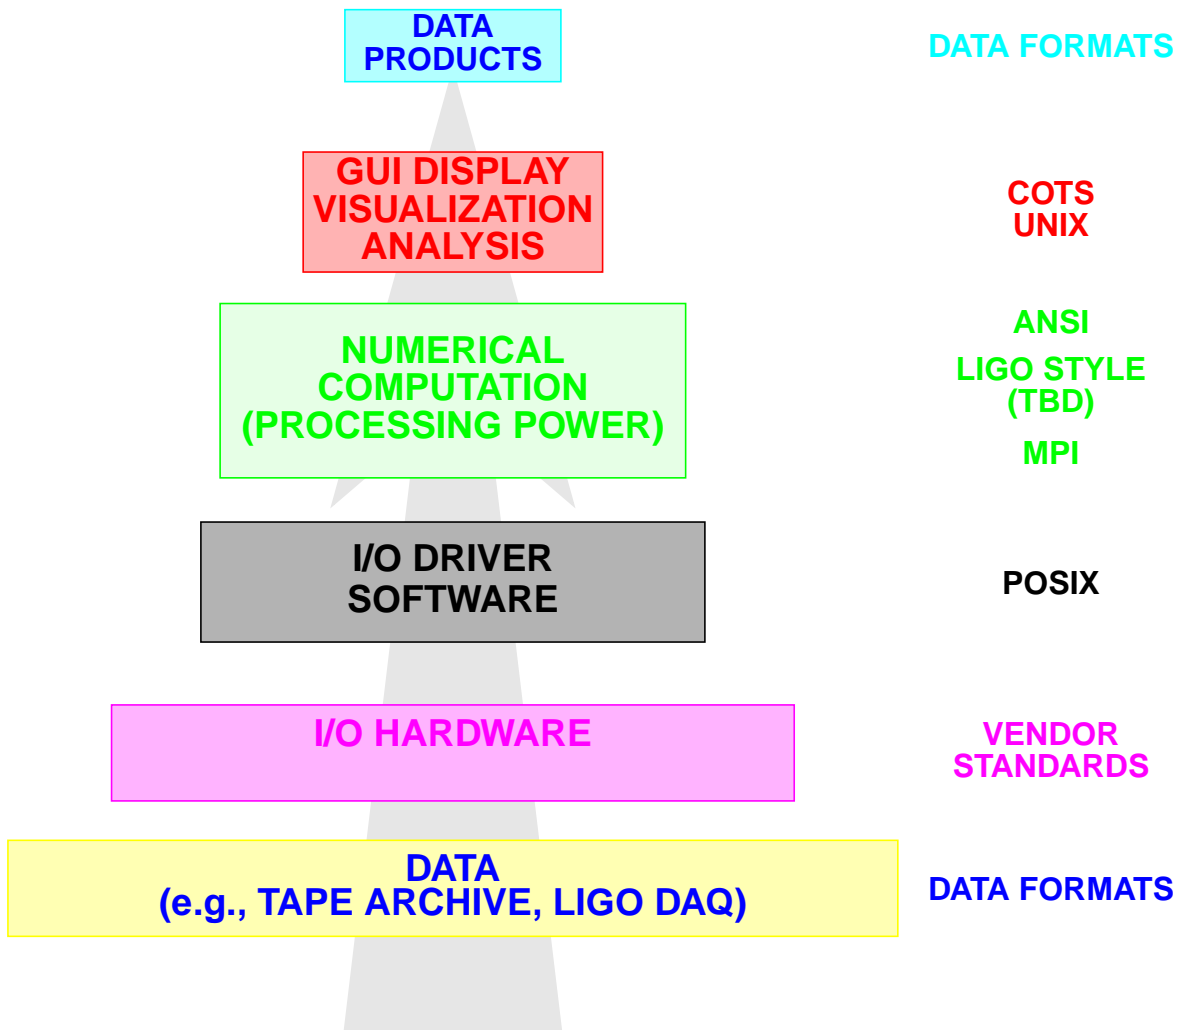 DATA
PRODUCTS
DATA FORMATS
GUI DISPLAY
VISUALIZATION
ANALYSIS
COTS
UNIX
NUMERICAL
COMPUTATION
(PROCESSING POWER)
ANSI
LIGO STYLE
(TBD)
MPI
I/O DRIVER
SOFTWARE
POSIX
I/O HARDWARE
VENDOR
STANDARDS
DATA
(e.g., TAPE ARCHIVE, LIGO DAQ)
DATA FORMATS